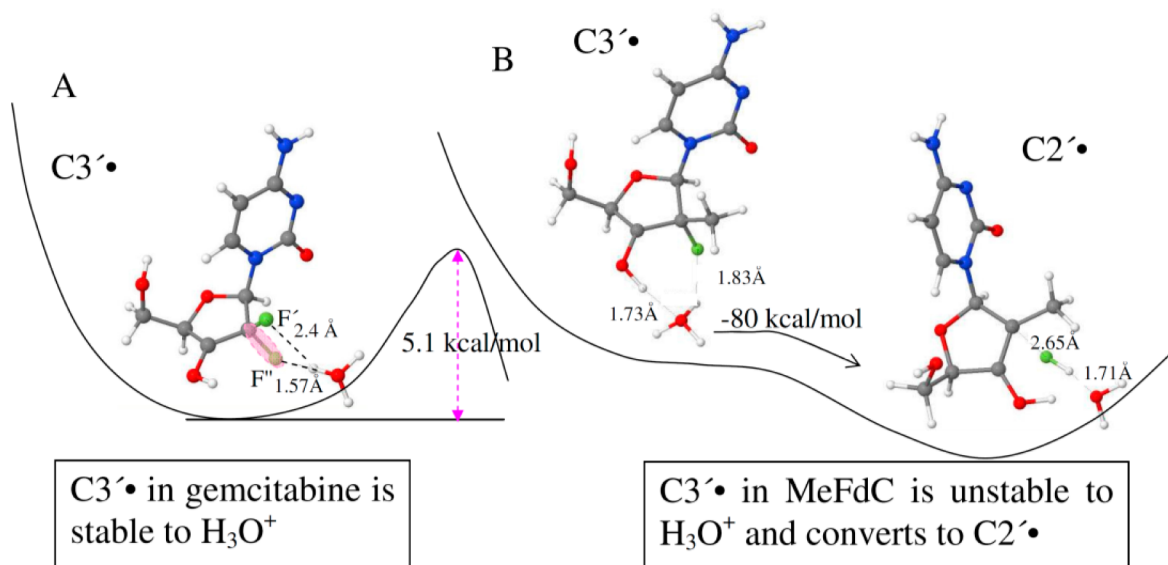 A
C3´•
F´
2.4 Å
F"
1.57Å
5.1 kcal/mol
C3´• in gemcitabine is
stable to H₃O⁺
B
C3´•
1.83Å
1.73Å
-80 kcal/mol
C2´•
2.65Å
1.71Å
C3´• in MeFdC is unstable to
H₃O⁺ and converts to C2´•